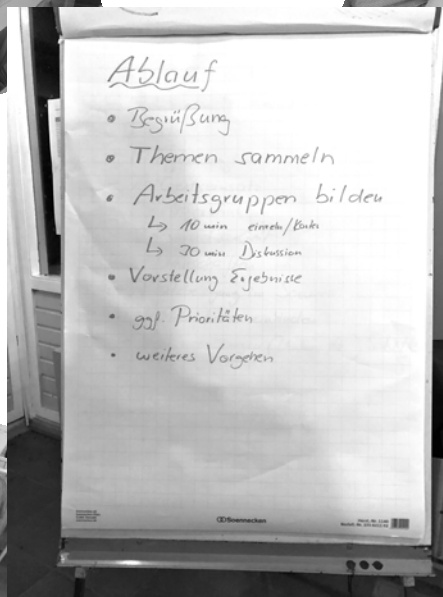 Ablauf
• Begrüßung
• Themen sammeln
• Arbeitsgruppen bilden
↳ 10 min einzeln/Karten
↳ 30 min Diskussion
• Vorstellung Ergebnisse
• ggf. Prioritäten
• weiteres Vorgehen
Soennecken